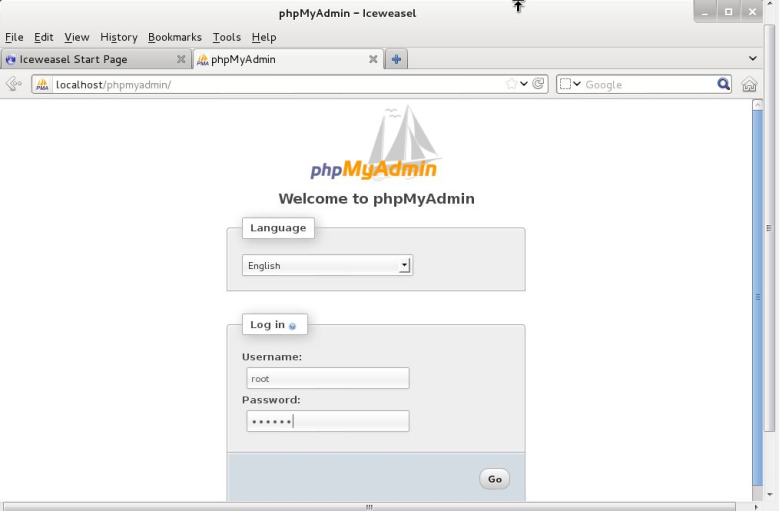 phpMyAdmin - Iceweasel
File Edit View History Bookmarks Tools Help
Iceweasel Start Page
phpMyAdmin
PMA localhost/phpmyadmin/
Google
phpMyAdmin
Welcome to phpMyAdmin
Language
English
Log in
Username:
root
Password:
••••••
Go